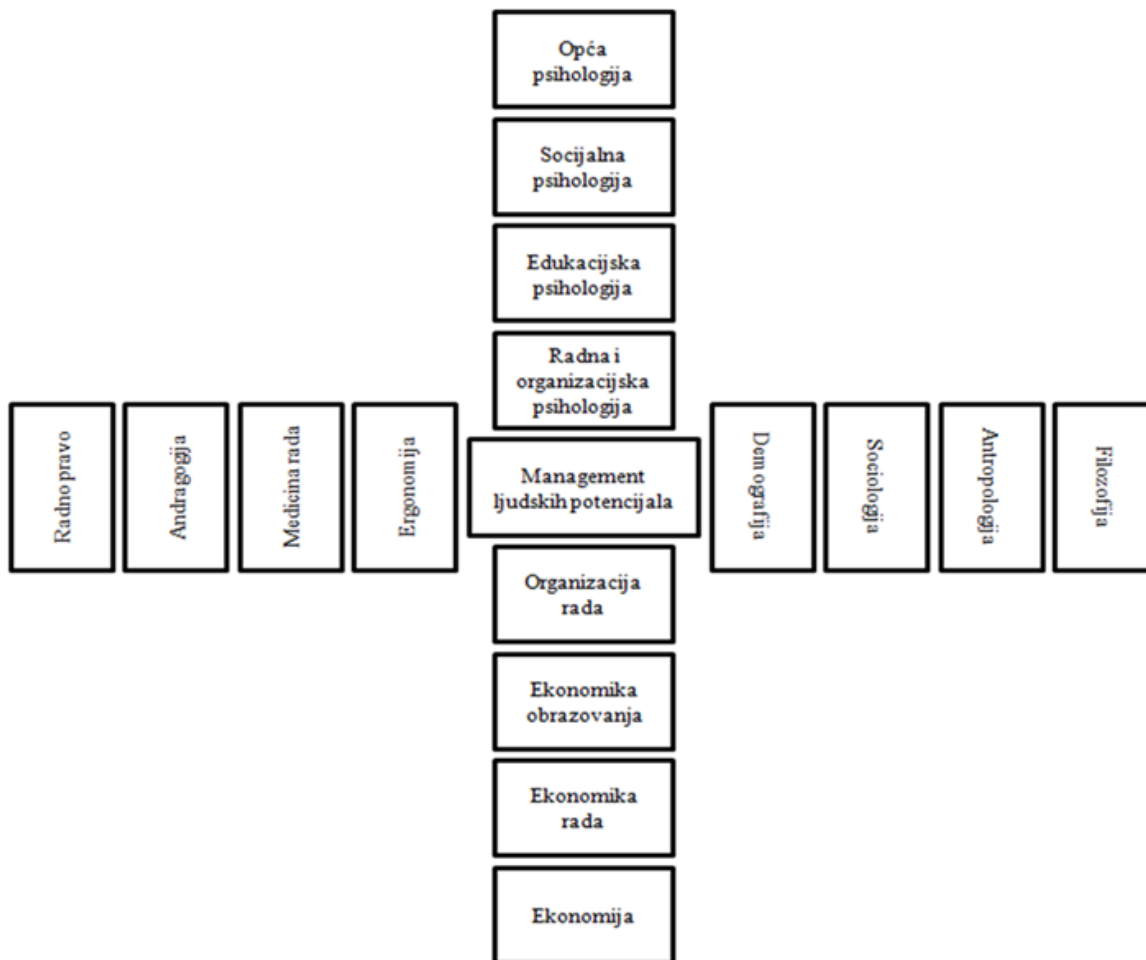 Opća
psihologija
Socijalna
psihologija
Edukacijska
psihologija
Radna i
organizacijska
psihologija
Radno pravo
Andragogija
Medicina rada
Ergonomija
Management
ljudskih potencijala
Demografija
Sociologija
Antropologija
Filozofija
Organizacija
rada
Ekonomika
obrazovanja
Ekonomika
rada
Ekonomija